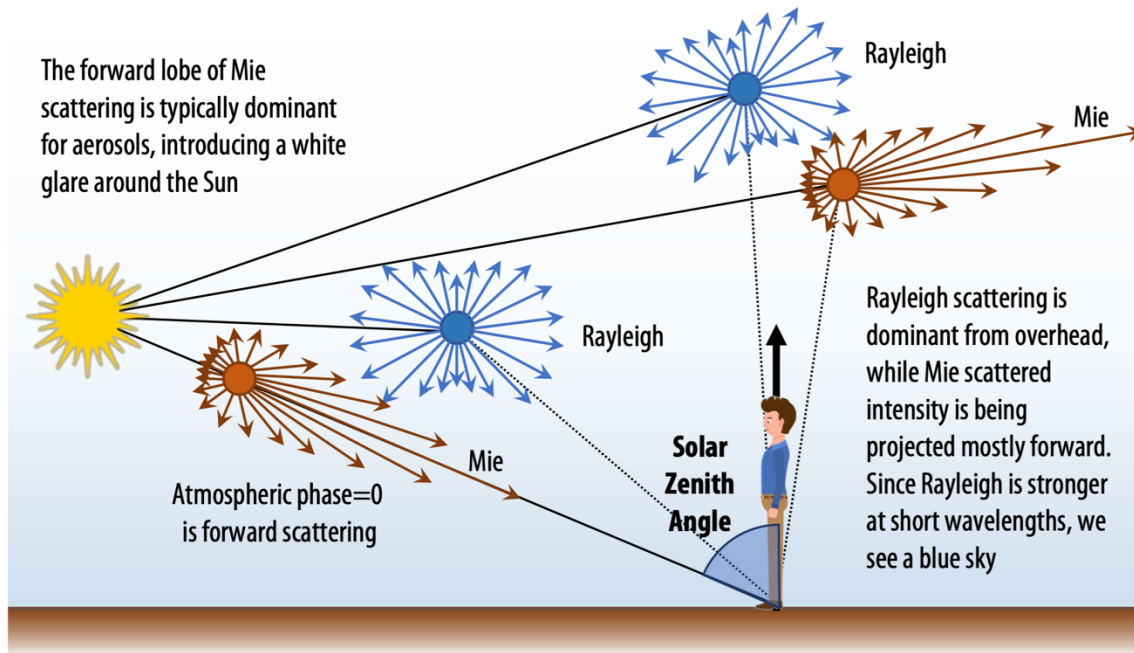 The forward lobe of Mie
scattering is typically dominant
for aerosols, introducing a white
glare around the Sun
Rayleigh
Mie
Rayleigh
Mie
Atmospheric phase=0
is forward scattering
Solar
Zenith
Angle
Rayleigh scattering is
dominant from overhead,
while Mie scattered
intensity is being
projected mostly forward.
Since Rayleigh is stronger
at short wavelengths, we
see a blue sky